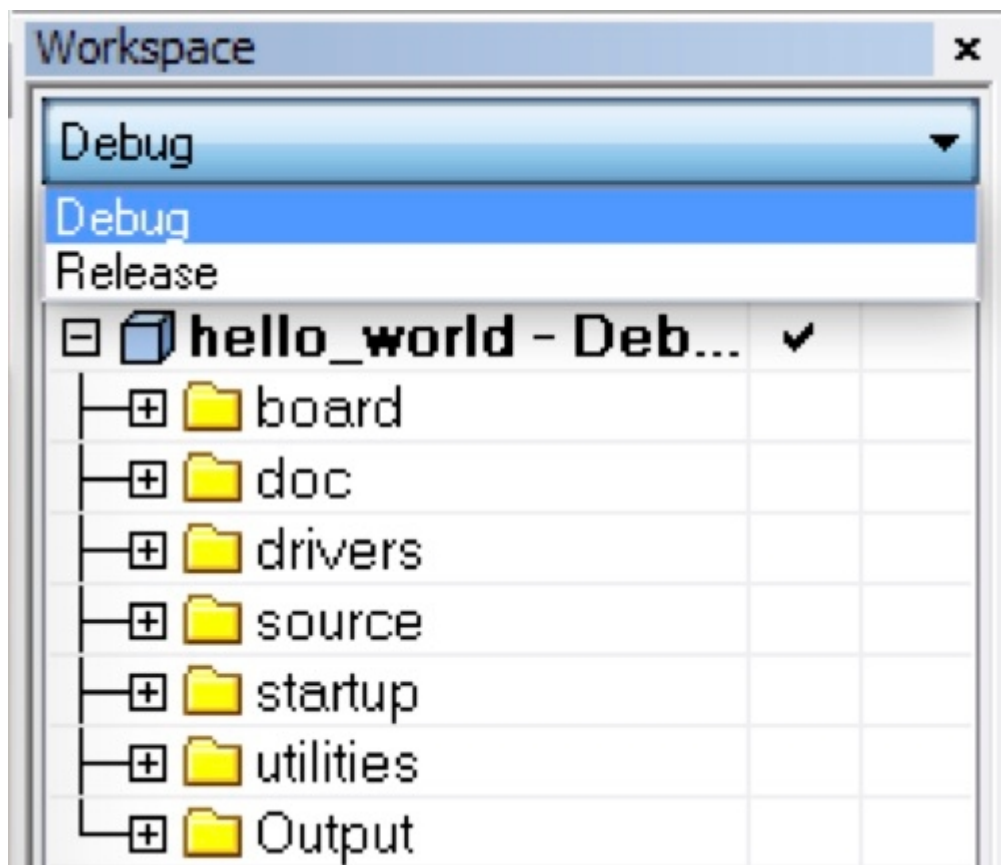 Workspace
Debug
Debug
Release
hello_world - Deb...
board
doc
drivers
source
startup
utilities
Output